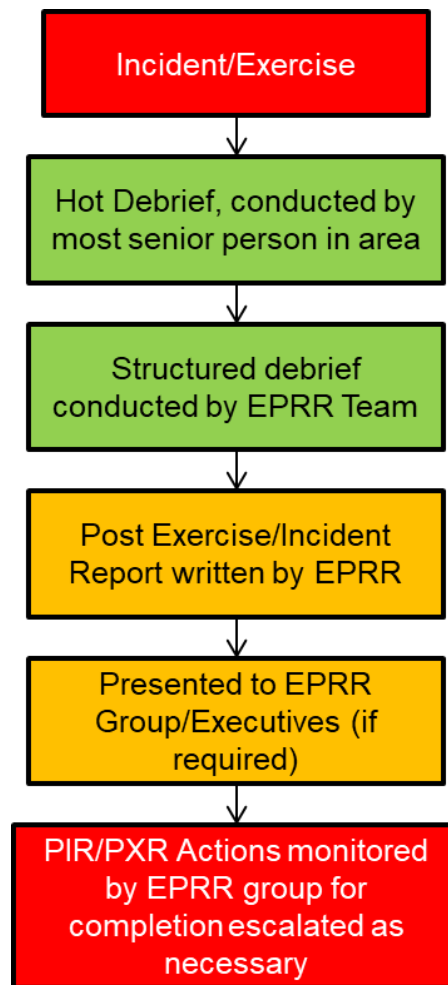 Incident/Exercise
Hot Debrief, conducted by
most senior person in area
Structured debrief
conducted by EPRR Team
Post Exercise/Incident
Report written by EPRR
Presented to EPRR
Group/Executives (if
required)
PIR/PXR Actions monitored
by EPRR group for
completion escalated as
necessary